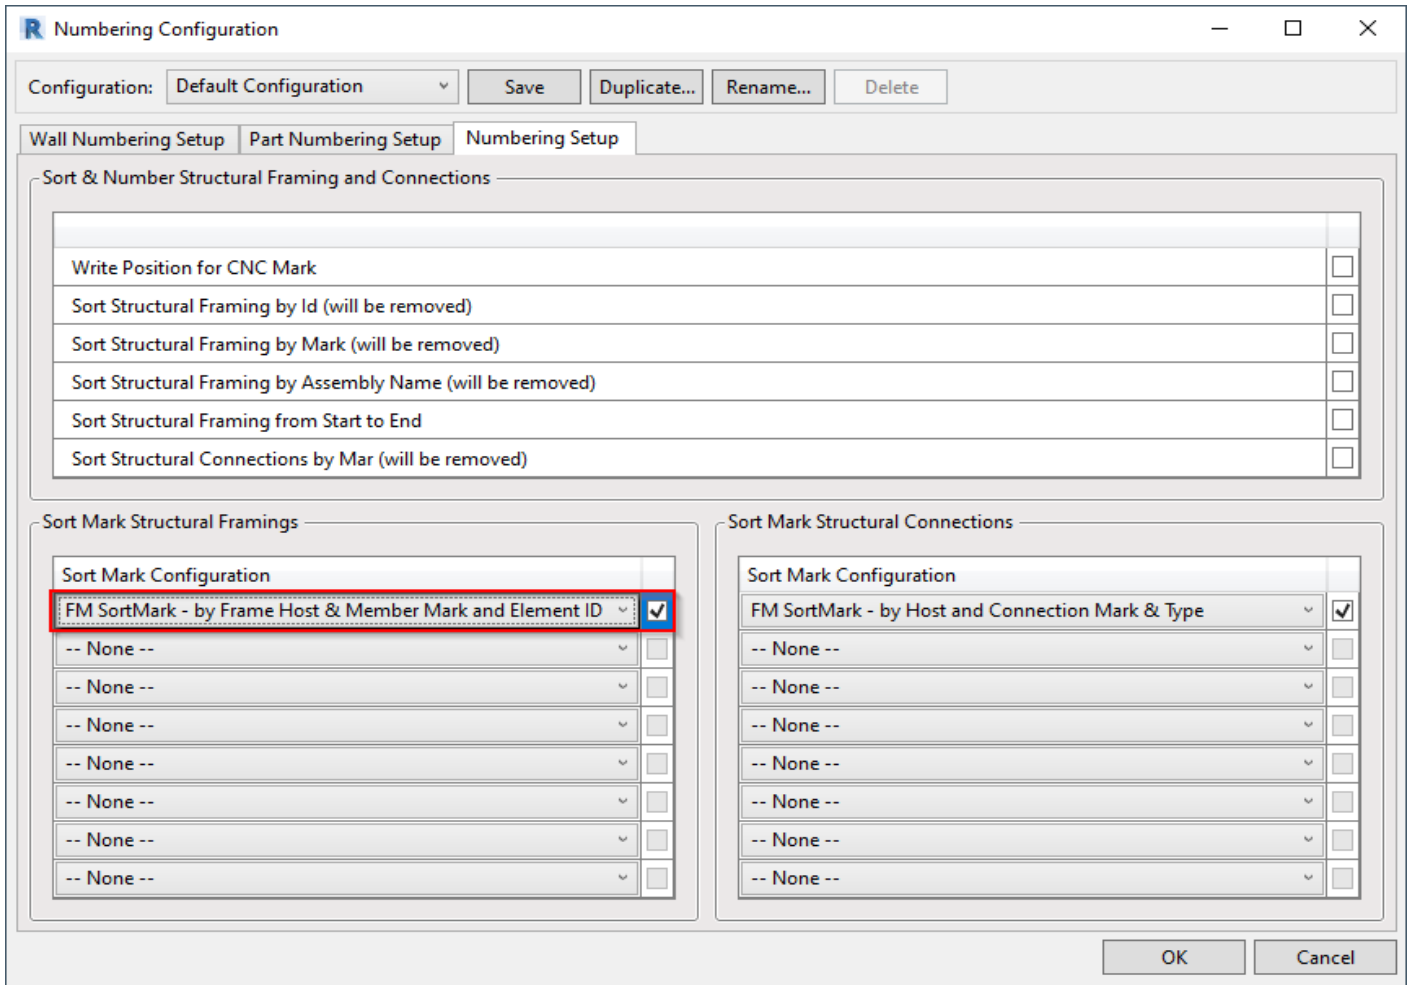 Numbering Configuration
Configuration: Default Configuration Save Duplicate... Rename... Delete
Wall Numbering Setup Part Numbering Setup Numbering Setup
Sort & Number Structural Framing and Connections
Write Position for CNC Mark
Sort Structural Framing by Id (will be removed)
Sort Structural Framing by Mark (will be removed)
Sort Structural Framing by Assembly Name (will be removed)
Sort Structural Framing from Start to End
Sort Structural Connections by Mar (will be removed)
Sort Mark Structural Framings
Sort Mark Configuration
FM SortMark - by Frame Host & Member Mark and Element ID
-- None --
-- None --
-- None --
-- None --
-- None --
-- None --
-- None --
Sort Mark Structural Connections
Sort Mark Configuration
FM SortMark - by Host and Connection Mark & Type
-- None --
-- None --
-- None --
-- None --
-- None --
-- None --
-- None --
OK Cancel